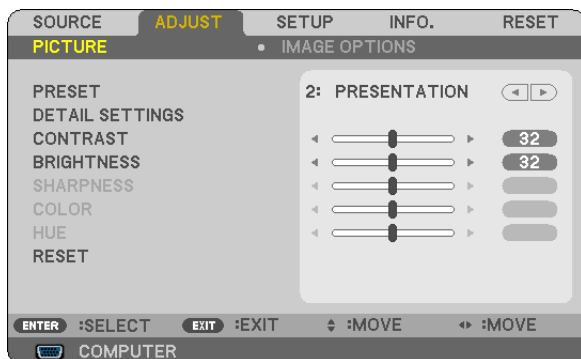 SOURCE ADJUST SETUP INFO. RESET
PICTURE • IMAGE OPTIONS
PRESET 2: PRESENTATION
DETAIL SETTINGS
CONTRAST 32
BRIGHTNESS 32
SHARPNESS
COLOR
HUE
RESET
ENTER :SELECT EXIT :EXIT :MOVE :MOVE
COMPUTER